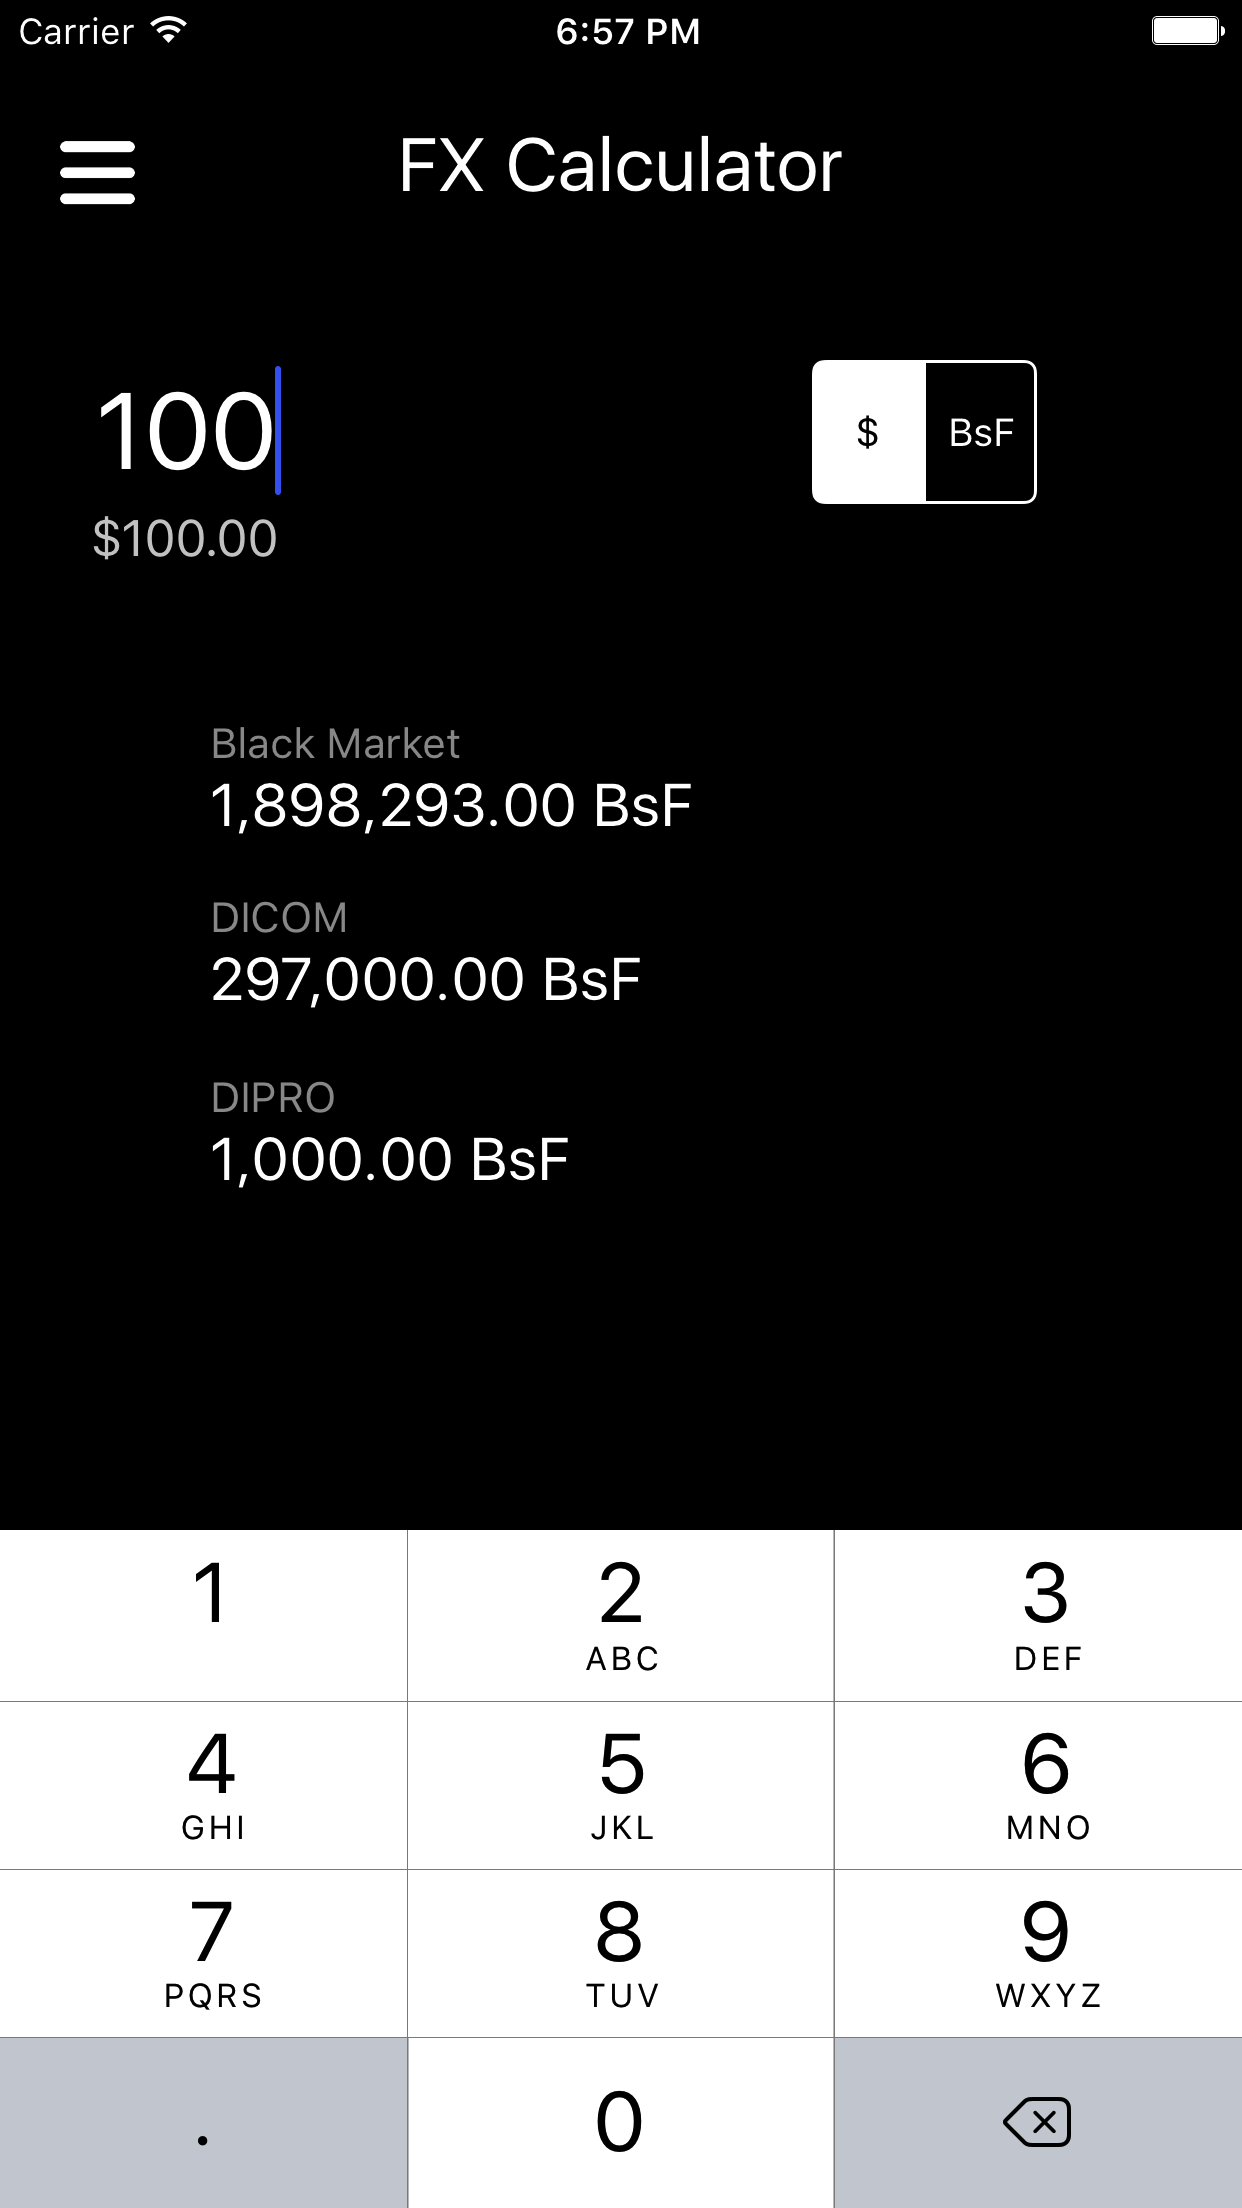 Carrier 6:57 PM
FX Calculator
100
$ BsF
$100.00
Black Market
1,898,293.00 BsF
DICOM
297,000.00 BsF
DIPRO
1,000.00 BsF
1 2 3
ABC DEF
4 5 6
GHI JKL MNO
7 8 9
PQRS TUV WXYZ
. 0